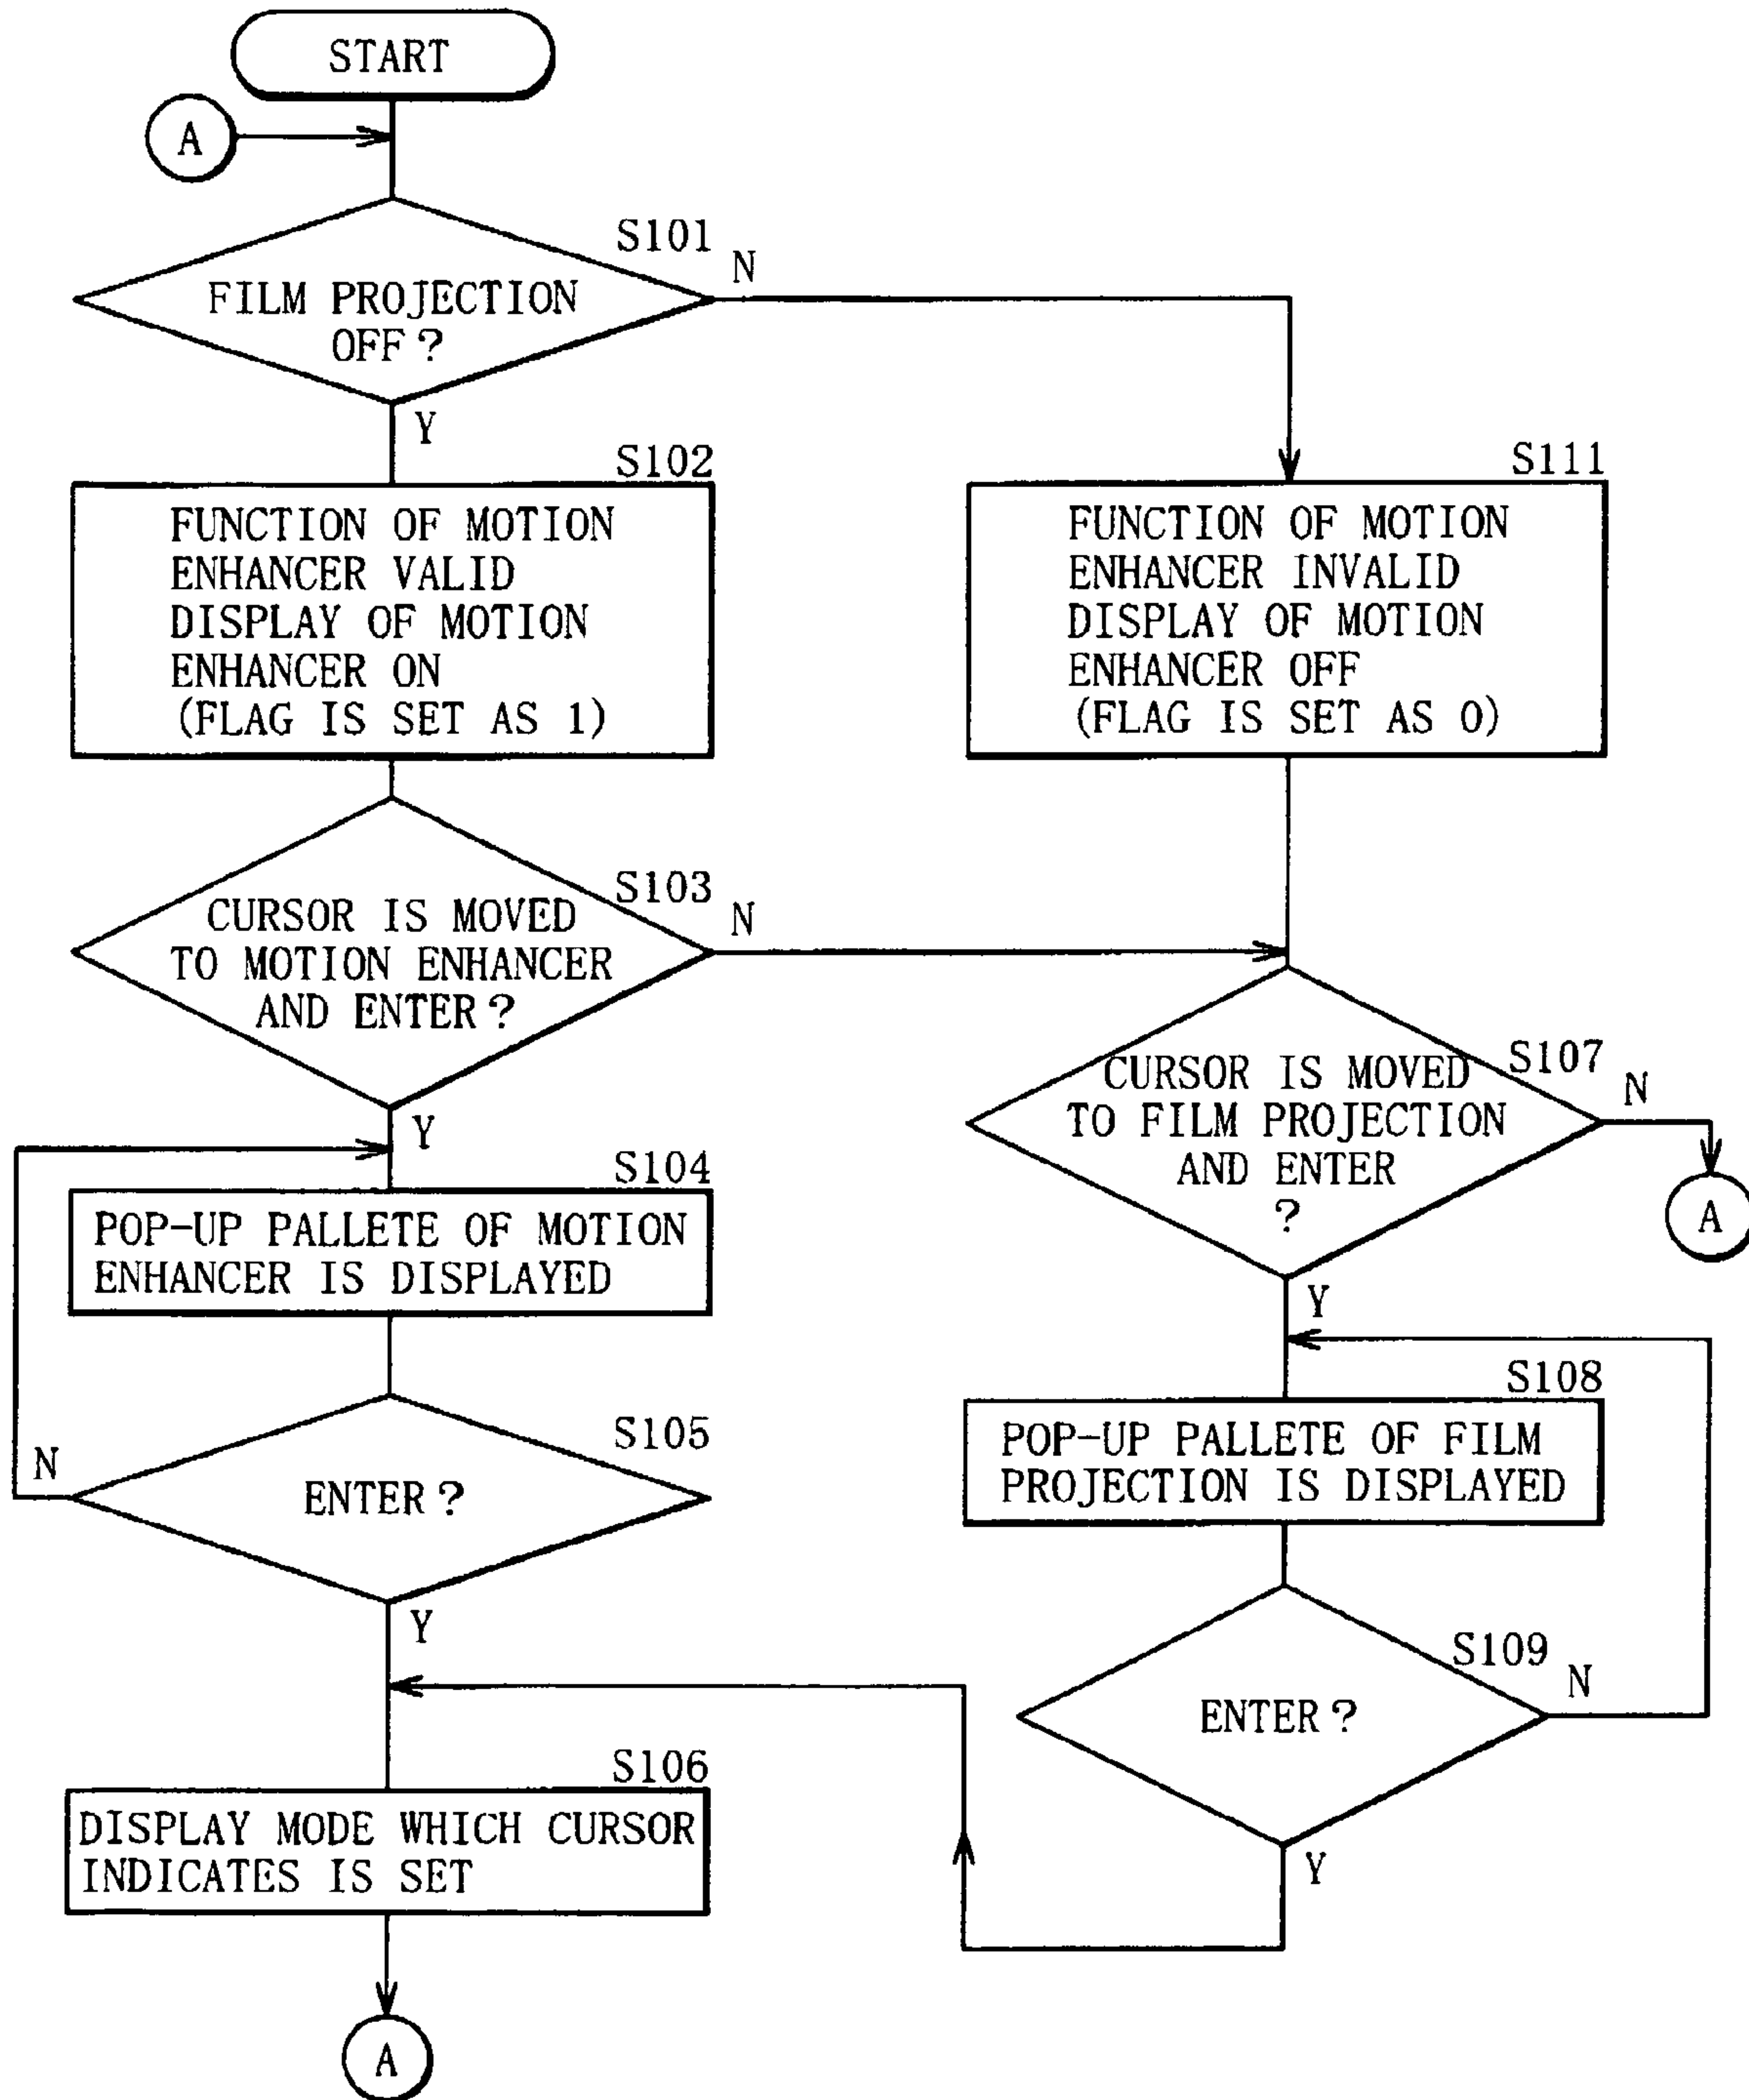 START
A
S101
N
FILM PROJECTION
OFF?
Y
S102
FUNCTION OF MOTION
ENHANCER VALID
DISPLAY OF MOTION
ENHANCER ON
(FLAG IS SET AS 1)
S111
FUNCTION OF MOTION
ENHANCER INVALID
DISPLAY OF MOTION
ENHANCER OFF
(FLAG IS SET AS 0)
S103
N
CURSOR IS MOVED
TO MOTION ENHANCER
AND ENTER?
Y
S107
N
CURSOR IS MOVED
TO FILM PROJECTION
AND ENTER
?
A
Y
S104
POP-UP PALLETE OF MOTION
ENHANCER IS DISPLAYED
S105
N
ENTER?
Y
S108
POP-UP PALLETE OF FILM
PROJECTION IS DISPLAYED
S109
N
ENTER?
Y
S106
DISPLAY MODE WHICH CURSOR
INDICATES IS SET
A